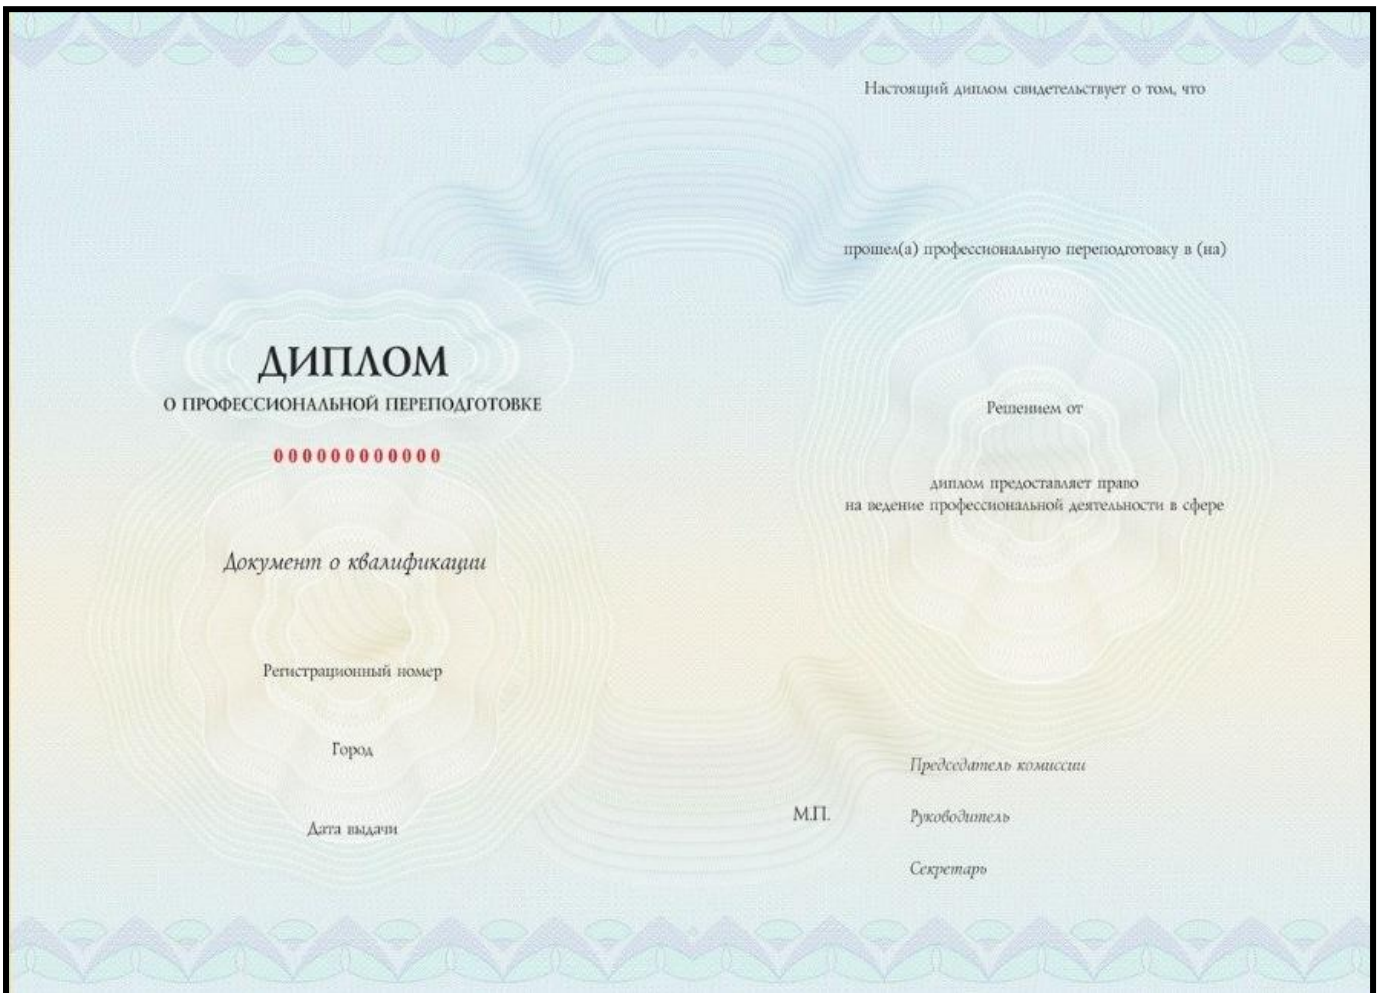 ДИПЛОМ
О ПРОФЕССИОНАЛЬНОЙ ПЕРЕПОДГОТОВКЕ
000000000000
Документ о квалификации
Регистрационный номер
Город
Дата выдачи
Настоящий диплом свидетельствует о том, что
прошел(а) профессиональную переподготовку в (на)
Решением от
диплом предоставляет право
на ведение профессиональной деятельности в сфере
Председатель комиссии
М.П.
Руководитель
Секретарь